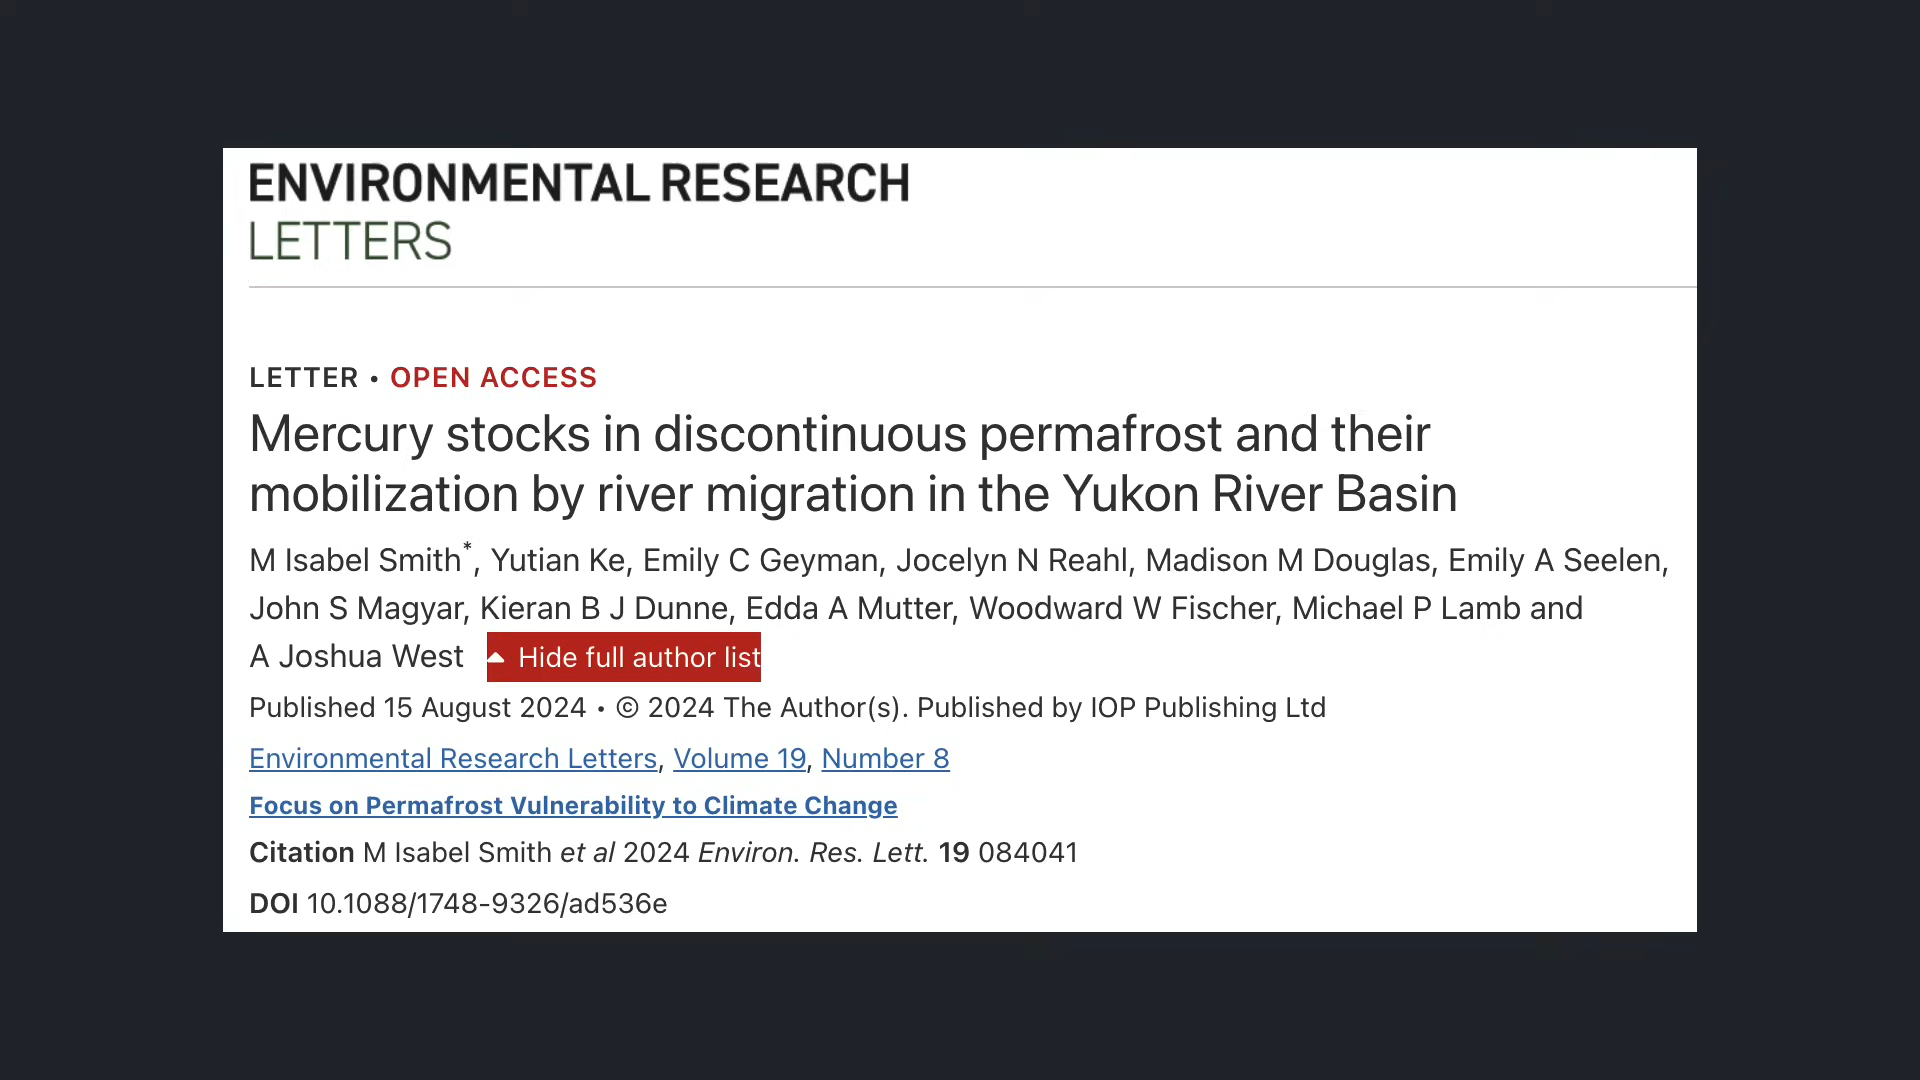 ENVIRONMENTAL RESEARCH
LETTERS
LETTER • OPEN ACCESS
Mercury stocks in discontinuous permafrost and their
mobilization by river migration in the Yukon River Basin
M Isabel Smith*, Yutian Ke, Emily C Geyman, Jocelyn N Reahl, Madison M Douglas, Emily A Seelen,
John S Magyar, Kieran B J Dunne, Edda A Mutter, Woodward W Fischer, Michael P Lamb and
A Joshua West Hide full author list
Published 15 August 2024 • © 2024 The Author(s). Published by IOP Publishing Ltd
Environmental Research Letters, Volume 19, Number 8
Focus on Permafrost Vulnerability to Climate Change
Citation M Isabel Smith et al 2024 Environ. Res. Lett. 19 084041
DOI 10.1088/1748-9326/ad536e